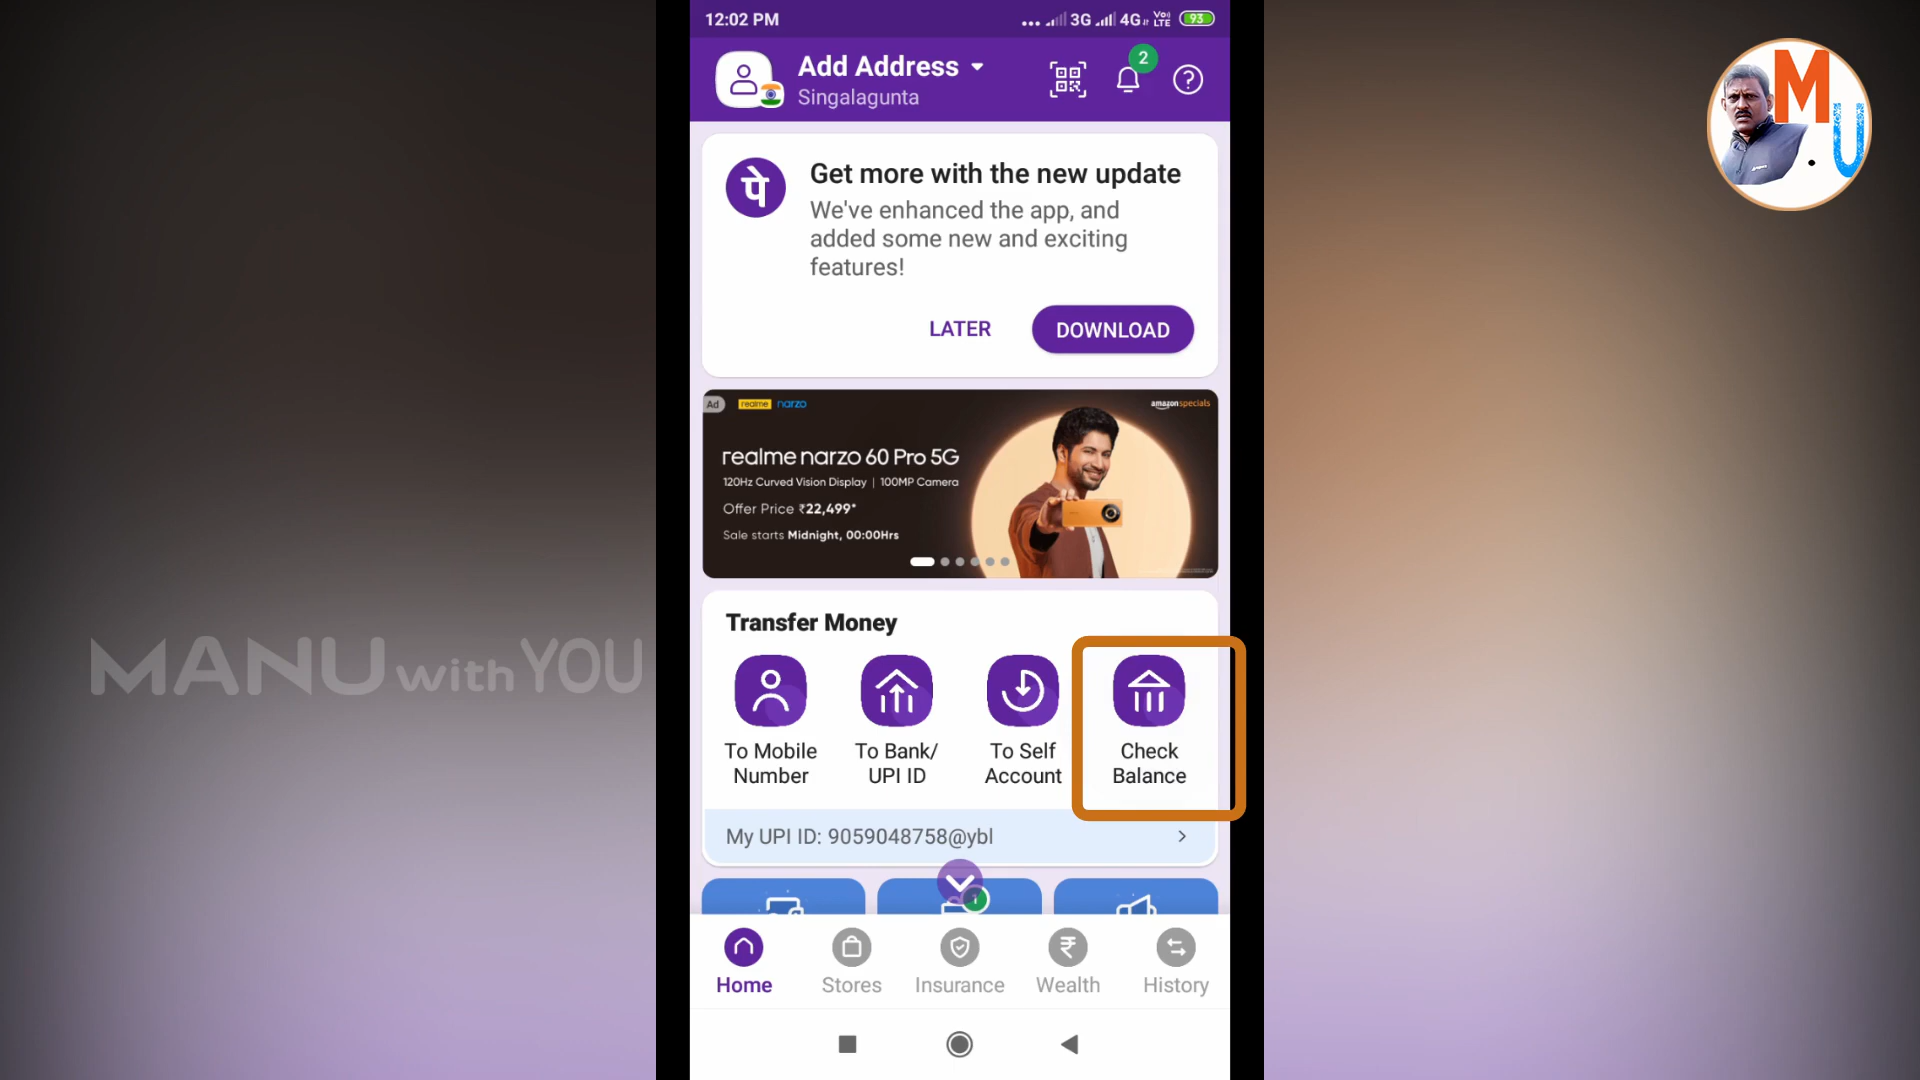 12:02 PM
3G 4G Vo)) LTE 93
Add Address
Singalagunta
2
M
U
पे
Get more with the new update
We've enhanced the app, and
added some new and exciting
features!
LATER DOWNLOAD
Ad realme narzo amazonspecials
realme narzo 60 Pro 5G
120Hz Curved Vision Display | 100MP Camera
Offer Price ₹22,499*
Sale starts Midnight, 00:00Hrs
Transfer Money
MANU with YOU
To Mobile
Number
To Bank/
UPI ID
To Self
Account
Check
Balance
My UPI ID: 9059048758@ybl
1
Home Stores Insurance Wealth History